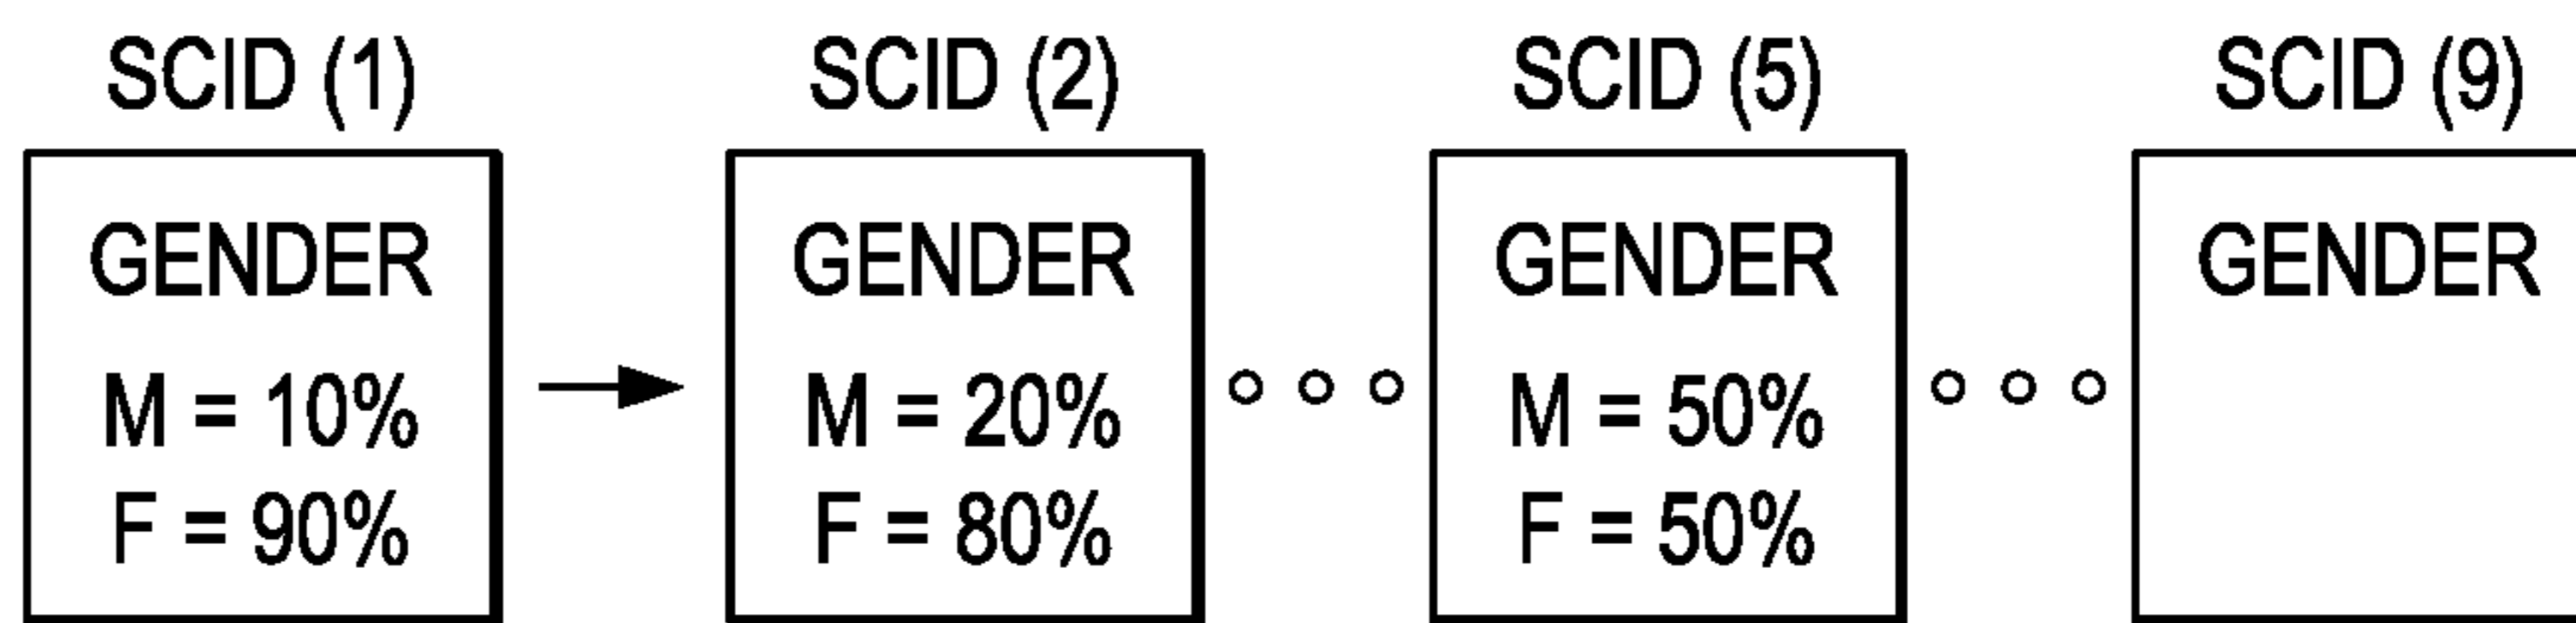 SCID (1) SCID (2) SCID (5) SCID (9)
GENDER GENDER GENDER GENDER
M = 10% M = 20% M = 50%
F = 90% F = 80% F = 50%